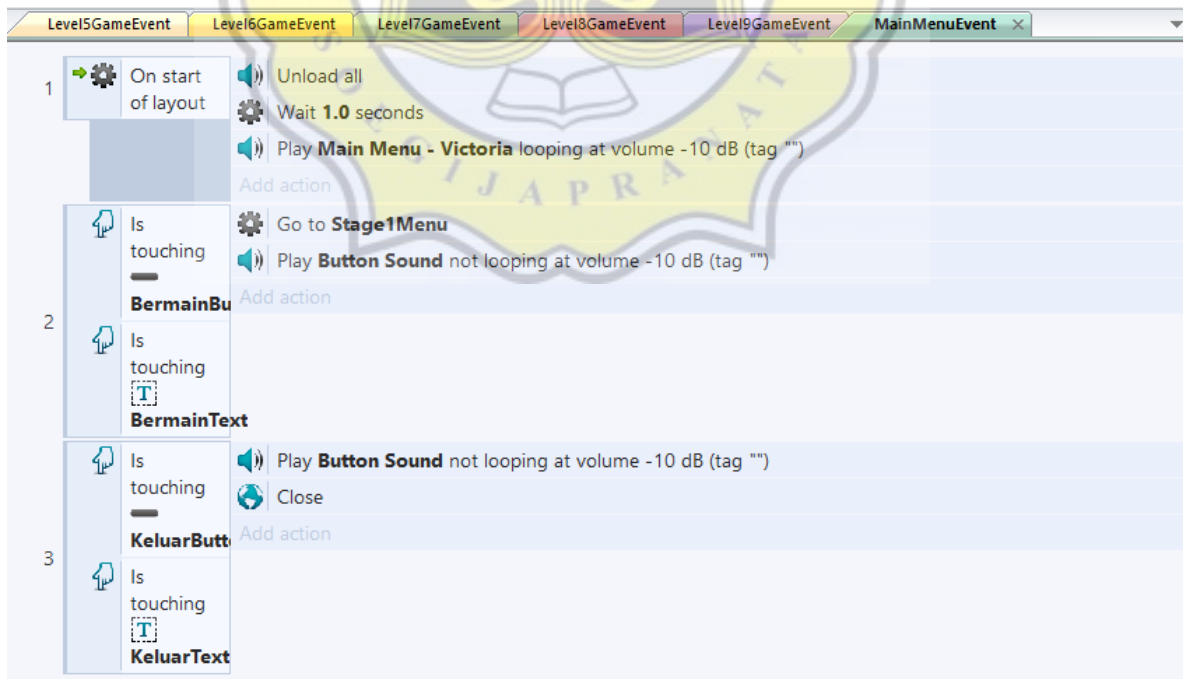 Level5GameEvent Level6GameEvent Level7GameEvent Level8GameEvent Level9GameEvent MainMenuEvent
1
On start
of layout
Unload all
Wait 1.0 seconds
Play Main Menu - Victoria looping at volume -10 dB (tag "")
Add action
2
Is
touching
BermainBu
Go to Stage1Menu
Play Button Sound not looping at volume -10 dB (tag "")
Add action
Is
touching
T
BermainText
3
Is
touching
KeluarButt
Play Button Sound not looping at volume -10 dB (tag "")
Close
Add action
Is
touching
T
KeluarText
SOEGIJAPRANATA